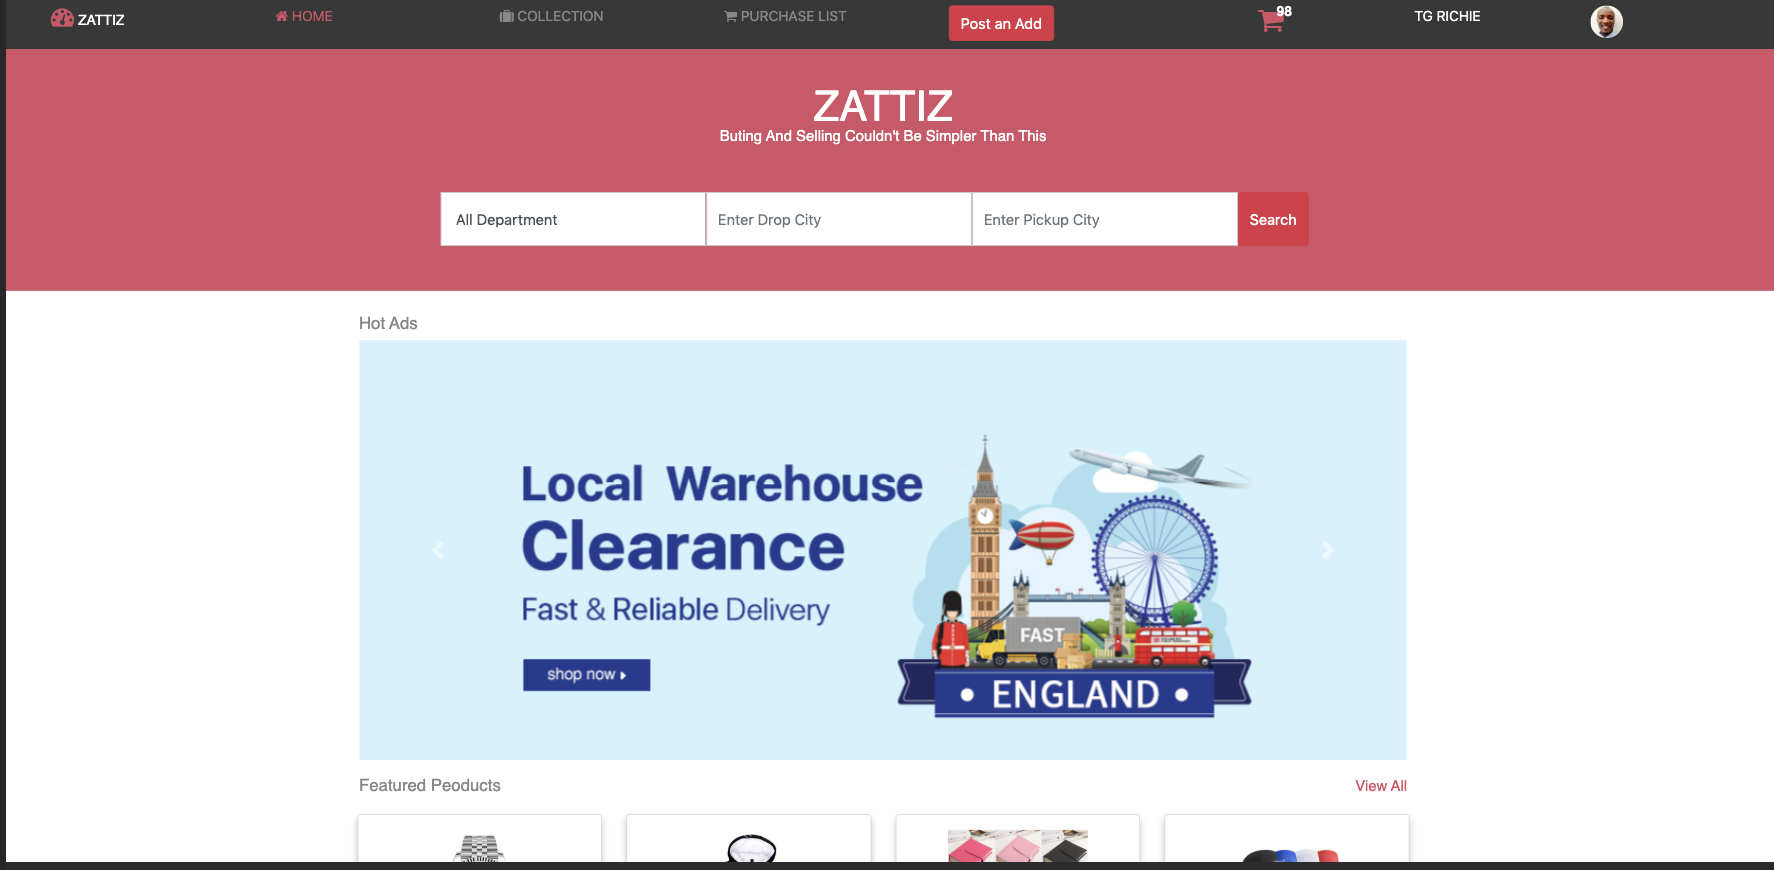 ZATTIZ
HOME
COLLECTION
PURCHASE LIST
Post an Add
98
TG RICHIE
ZATTIZ
Buting And Selling Couldn't Be Simpler Than This
All Department
Enter Drop City
Enter Pickup City
Search
Hot Ads
Local Warehouse
Clearance
Fast & Reliable Delivery
shop now
FAST
ENGLAND
Featured Peoducts
View All